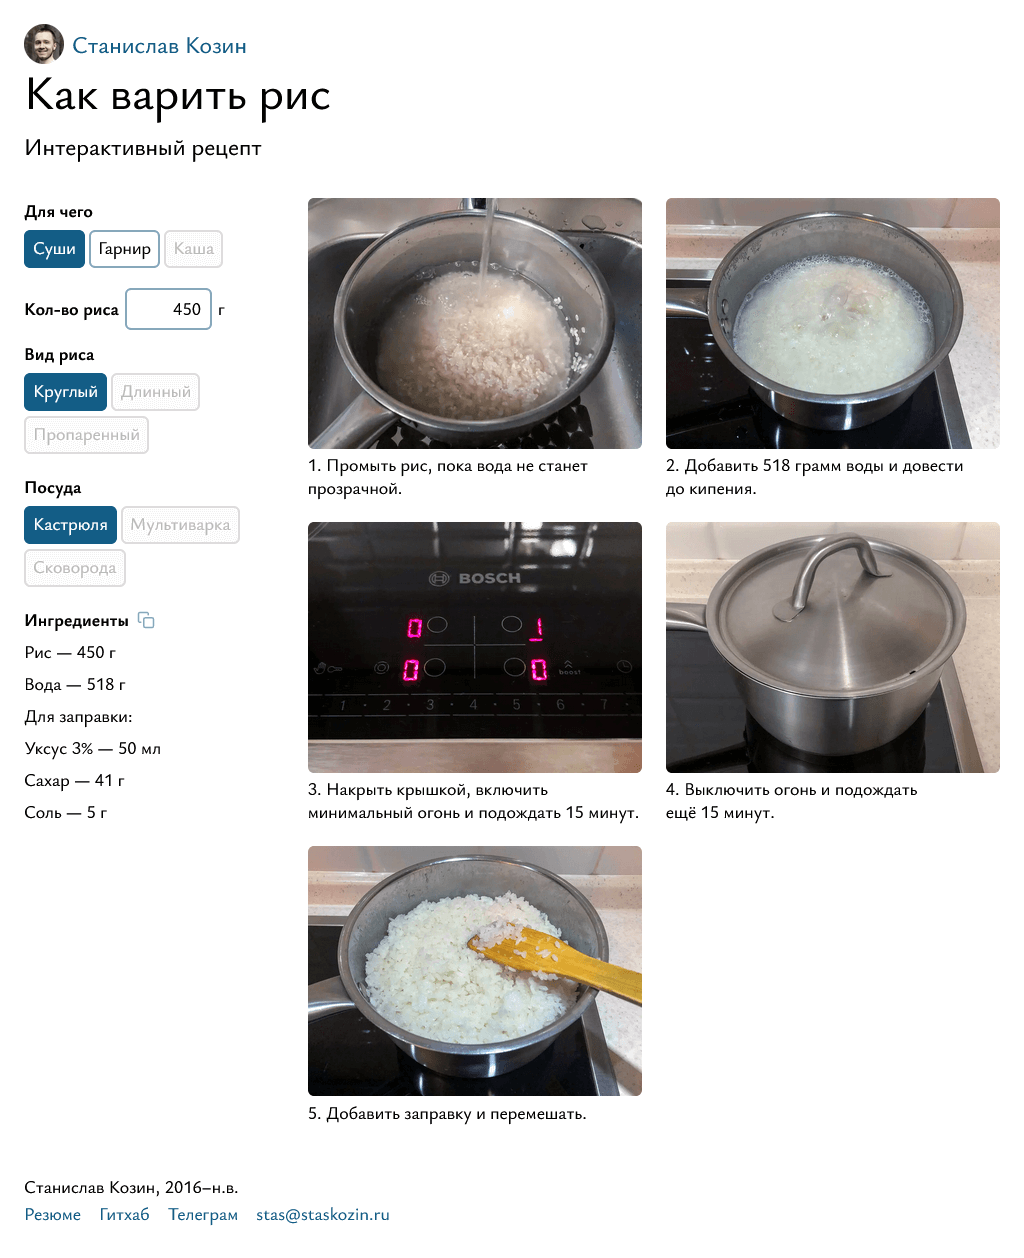 Станислав Козин
Как варить рис
Интерактивный рецепт
Для чего
Суши Гарнир Каша
Кол-во риса 450 г
Вид риса
Круглый Длинный
Пропаренный
Посуда
Кастрюля Мультиварка
Сковорода
Ингредиенты
Рис — 450 г
Вода — 518 г
Для заправки:
Уксус 3% — 50 мл
Сахар — 41 г
Соль — 5 г
1. Промыть рис, пока вода не станет
прозрачной.
2. Добавить 518 грамм воды и довести
до кипения.
BOSCH
0 1
0 0
boost
1 · 2 · 3 · 4 · 5 · 6 · 7 ·
3. Накрыть крышкой, включить
минимальный огонь и подождать 15 минут.
4. Выключить огонь и подождать
ещё 15 минут.
5. Добавить заправку и перемешать.
Станислав Козин, 2016–н.в.
Резюме Гитхаб Телеграм stas@staskozin.ru